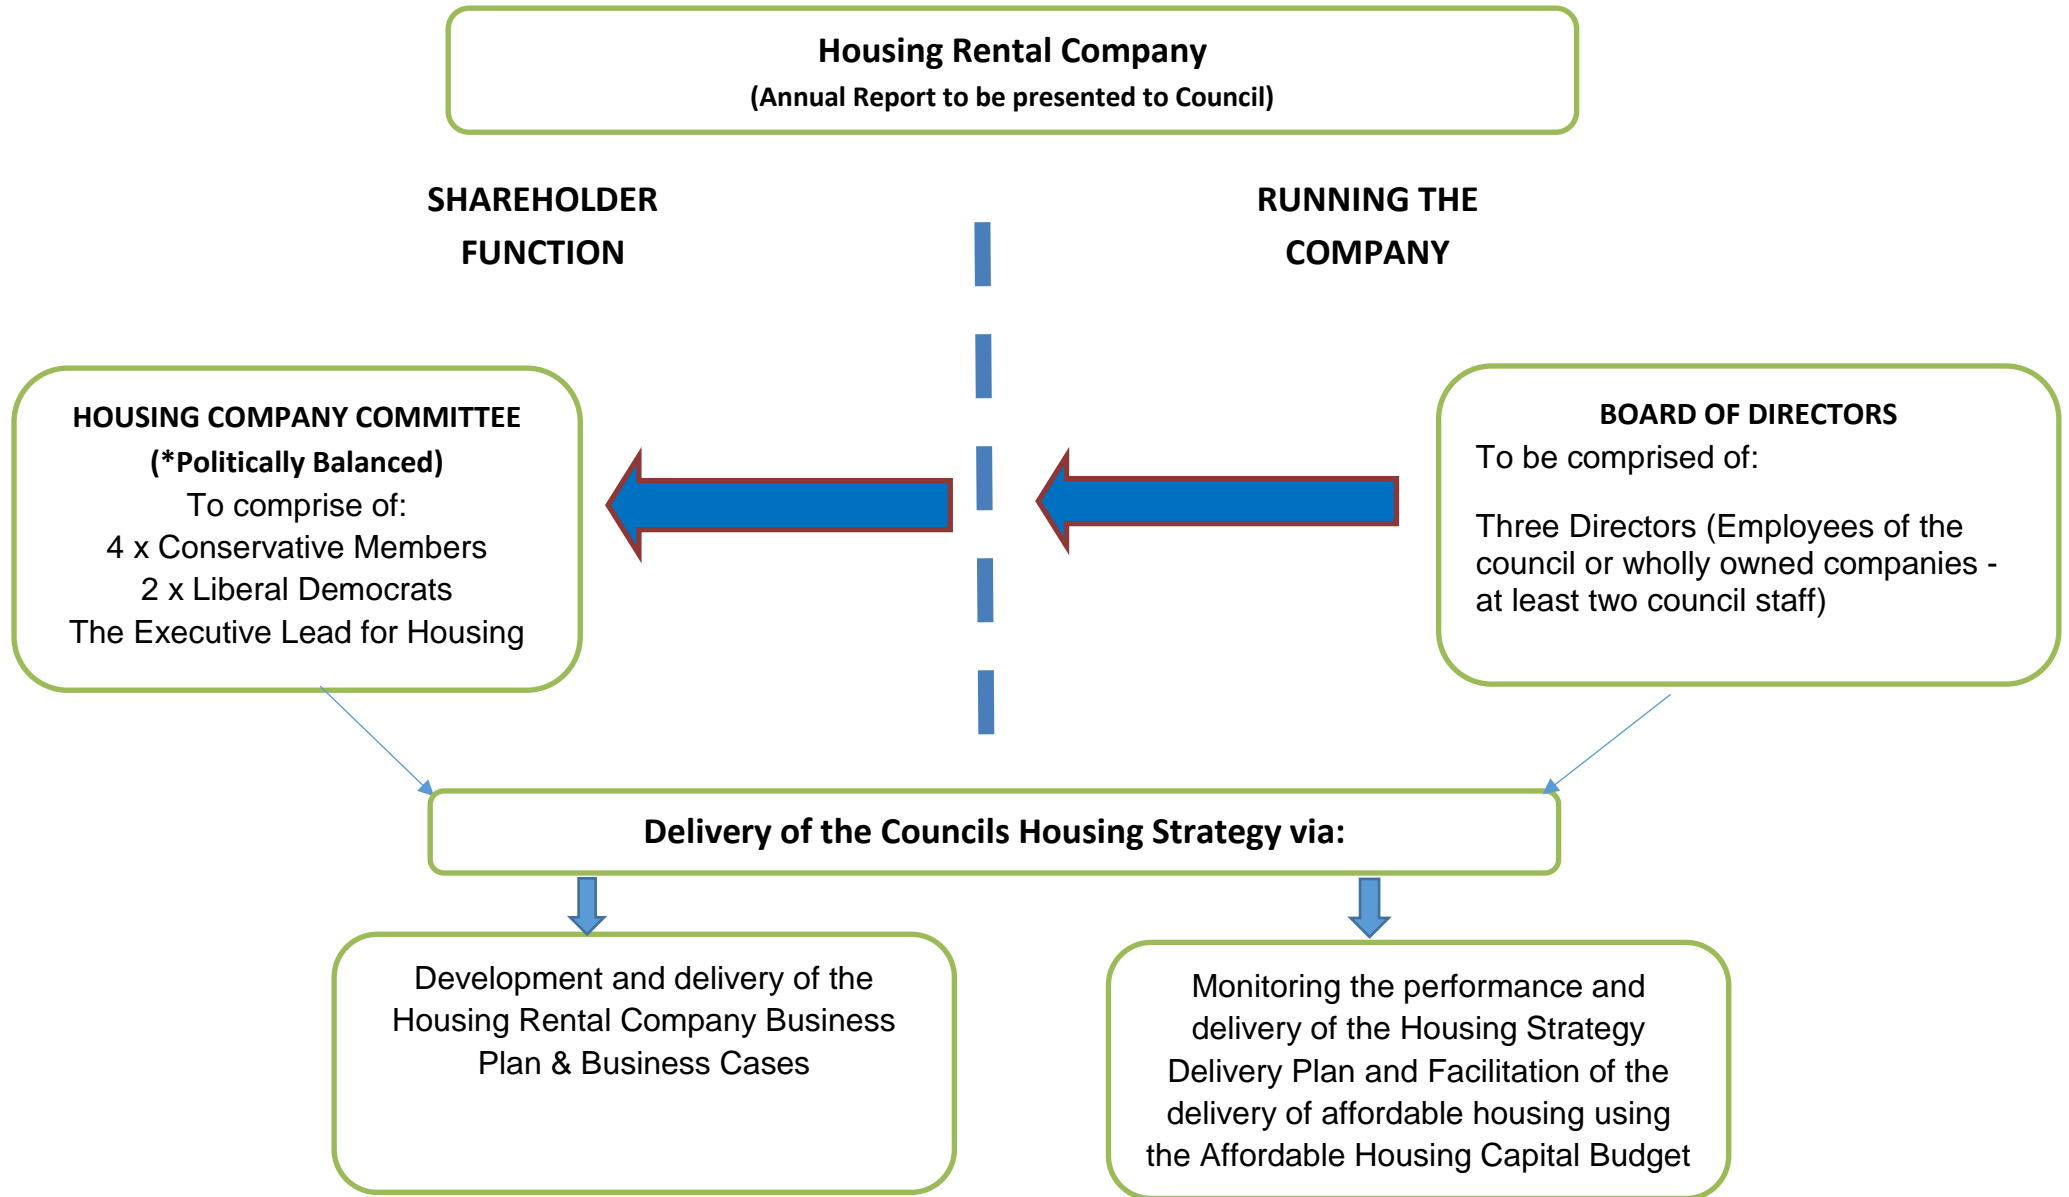 Housing Rental Company
(Annual Report to be presented to Council)
SHAREHOLDER
FUNCTION
RUNNING THE
COMPANY
HOUSING COMPANY COMMITTEE
(*Politically Balanced)
To comprise of:
4 x Conservative Members
2 x Liberal Democrats
The Executive Lead for Housing
BOARD OF DIRECTORS
To be comprised of:
Three Directors (Employees of the
council or wholly owned companies -
at least two council staff)
Delivery of the Councils Housing Strategy via:
Development and delivery of the
Housing Rental Company Business
Plan & Business Cases
Monitoring the performance and
delivery of the Housing Strategy
Delivery Plan and Facilitation of the
delivery of affordable housing using
the Affordable Housing Capital Budget